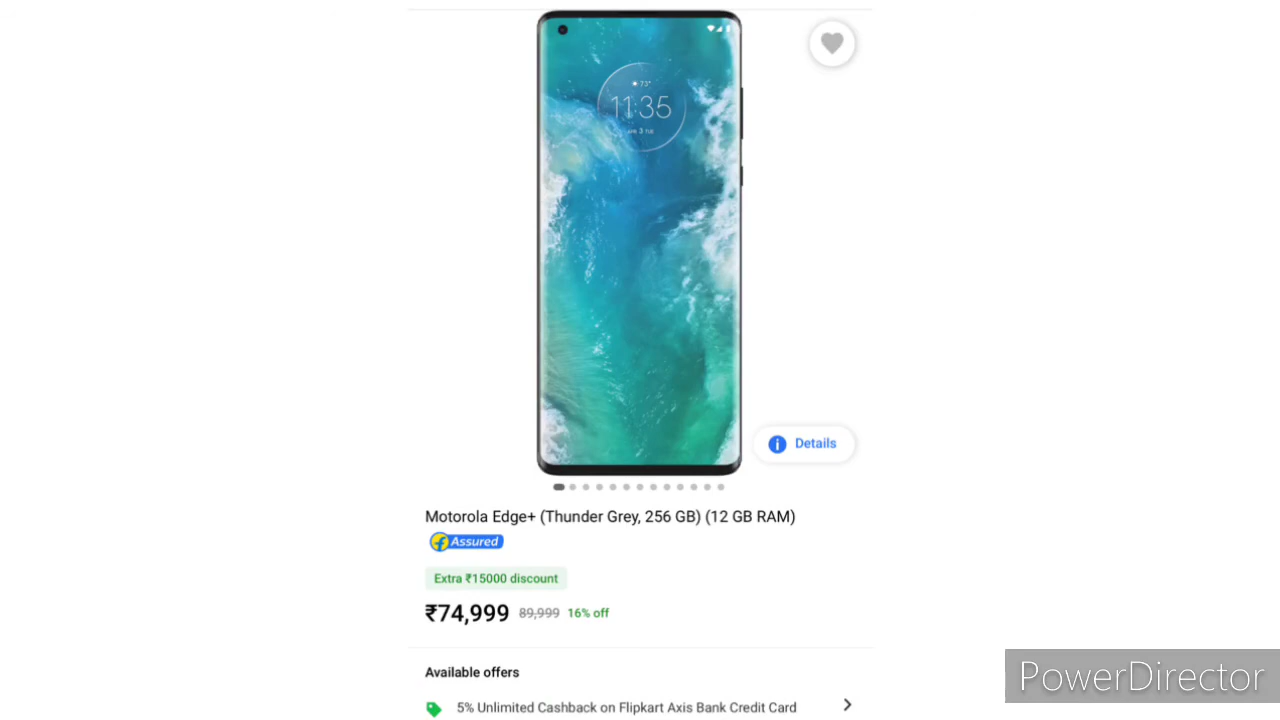 73°
11:35
Details
Motorola Edge+ (Thunder Grey, 256 GB) (12 GB RAM)
f Assured
Extra ₹15000 discount
₹74,999 89,999 16% off
Available offers
5% Unlimited Cashback on Flipkart Axis Bank Credit Card
PowerDirector